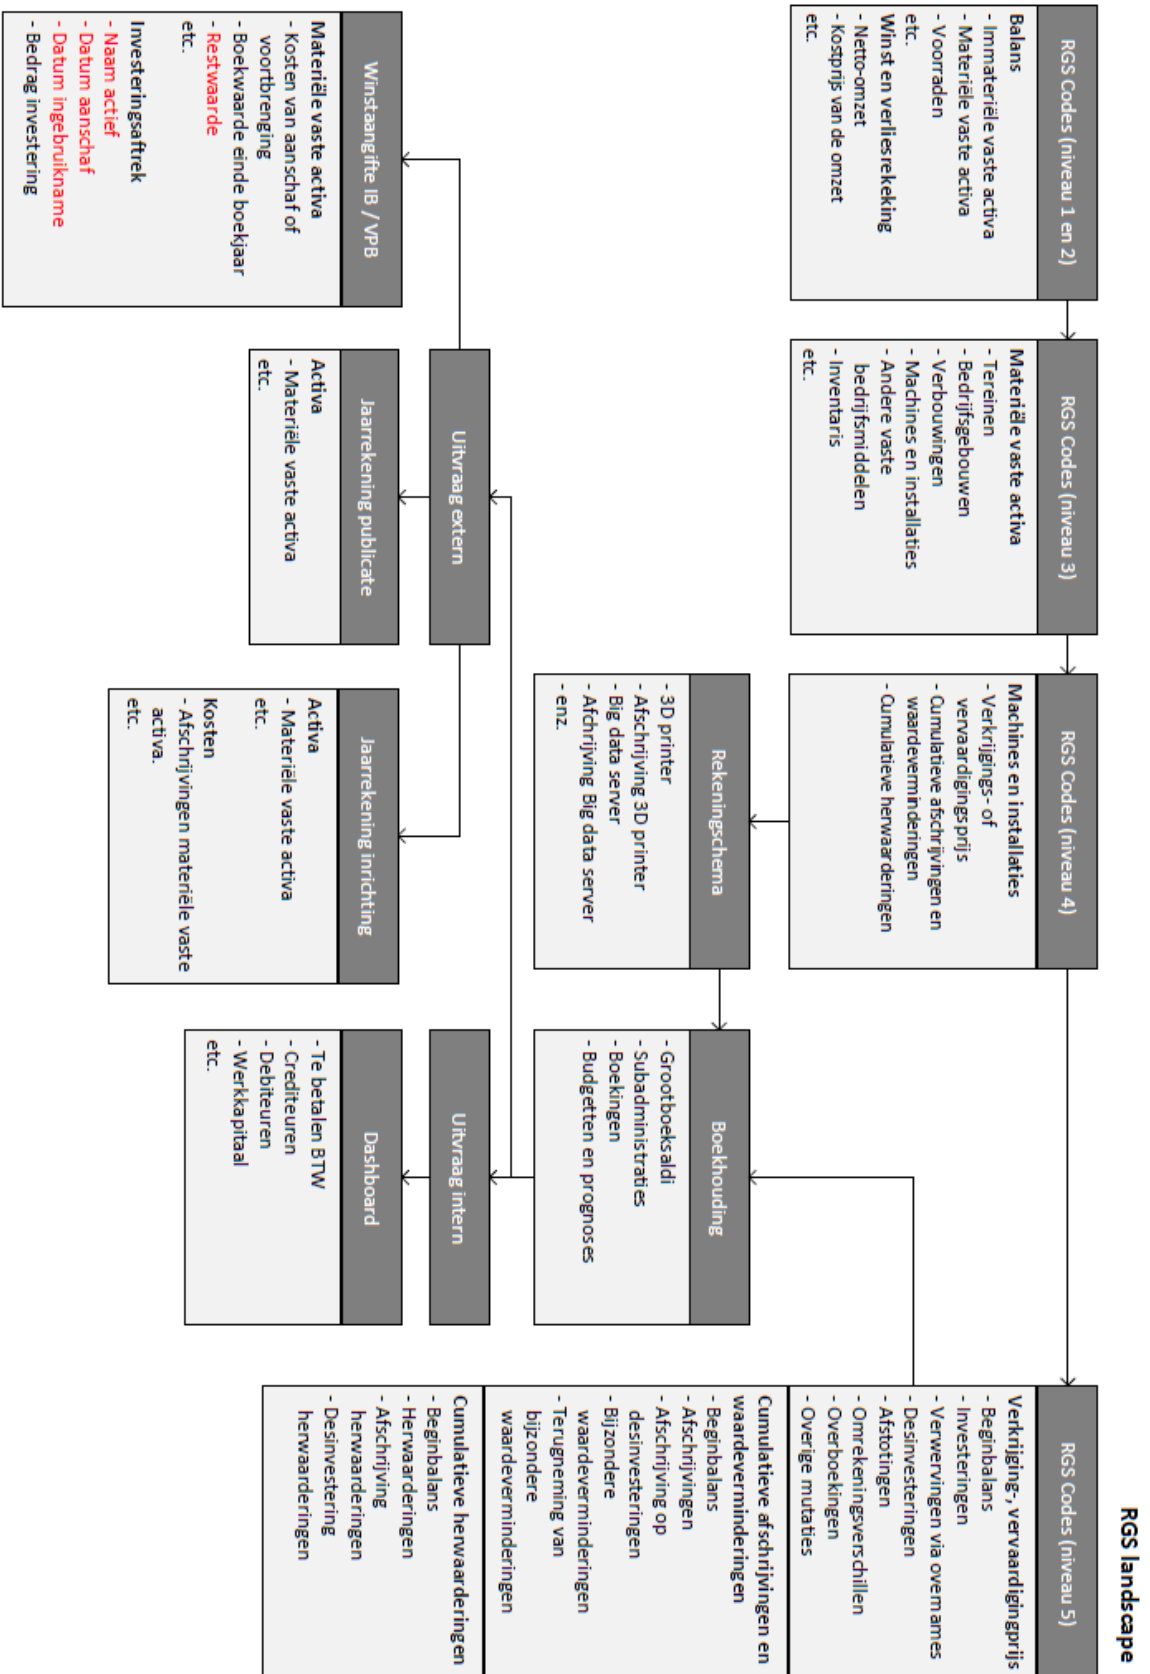 RGS landscape
RGS Codes (niveau 1 en 2)
Balans
- Immateriële vaste activa
- Materiële vaste activa
- Voorraden
etc.
Winst en verliesrekeking
- Netto-omzet
- Kostprijs van de omzet
etc.
RGS Codes (niveau 3)
Materiële vaste activa
- Tereinen
- Bedrijfsgebouwen
- Verbouwingen
- Machines en installaties
- Andere vaste
bedrijfsmiddelen
- Inventaris
etc.
RGS Codes (niveau 4)
Machines en installaties
- Verkrijgings- of
vervaardigingsprijs
- Cumulatieve afschrijvingen en
waardeverminderingen
- Cumulatieve herwaarderingen
RGS Codes (niveau 5)
Verkrijging-, vervaardigingprijs
- Beginbalans
- Investeringen
- Verwervingen via overnames
- Desinvesteringen
- Afstotingen
- Omrekeningsverschillen
- Overboekingen
- Overige mutaties
Cumulatieve afschrijvingen en
waardeverminderingen
- Beginbalans
- Afschrijvingen
- Afschrijving op
desinvesteringen
- Bijzondere
waardeverminderingen
- Terugneming van
bijzondere
waardeverminderingen
Cumulatieve herwaarderingen
- Beginbalans
- Herwaarderingen
- Afschrijving
herwaarderingen
- Desinvestering
herwaarderingen
Rekeningschema
- 3D printer
- Afschrijving 3D printer
- Big data server
- Afchrijving Big data server
- enz.
Boekhouding
- Grootboeksaldi
- Subadministraties
- Boekingen
- Budgetten en prognoses
Uitvraag extern
Uitvraag intern
Winstaangifte IB / VPB
Materiële vaste activa
- Kosten van aanschaf of
voortbrenging
- Boekwaarde einde boekjaar
- Restwaarde
etc.
Investeringsaftrek
- Naam actief
- Datum aanschaf
- Datum ingebruikname
- Bedrag investering
Jaarrekening publicate
Activa
- Materiële vaste activa
etc.
Jaarrekening inrichting
Activa
- Materiële vaste activa
etc.
Kosten
- Afschrijvingen materiële vaste
activa.
etc.
Dashboard
- Te betalen BTW
- Crediteuren
- Debiteuren
- Werkkapitaal
etc.